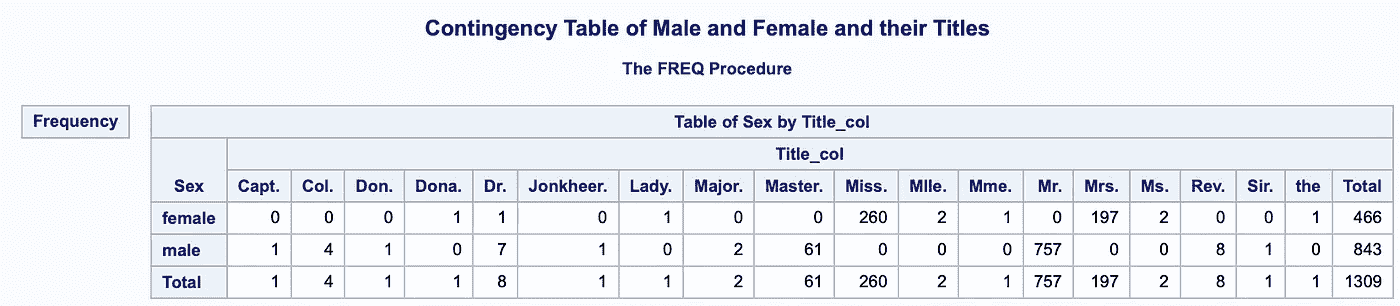 Contingency Table of Male and Female and their Titles
The FREQ Procedure
Frequency
Table of Sex by Title_col
Title_col
Sex Capt. Col. Don. Dona. Dr. Jonkheer. Lady. Major. Master. Miss. Mlle. Mme. Mr. Mrs. Ms. Rev. Sir. the Total
female 0 0 0 1 1 0 1 0 0 260 2 1 0 197 2 0 0 1 466
male 1 4 1 0 7 1 0 2 61 0 0 0 757 0 0 8 1 0 843
Total 1 4 1 1 8 1 1 2 61 260 2 1 757 197 2 8 1 1 1309